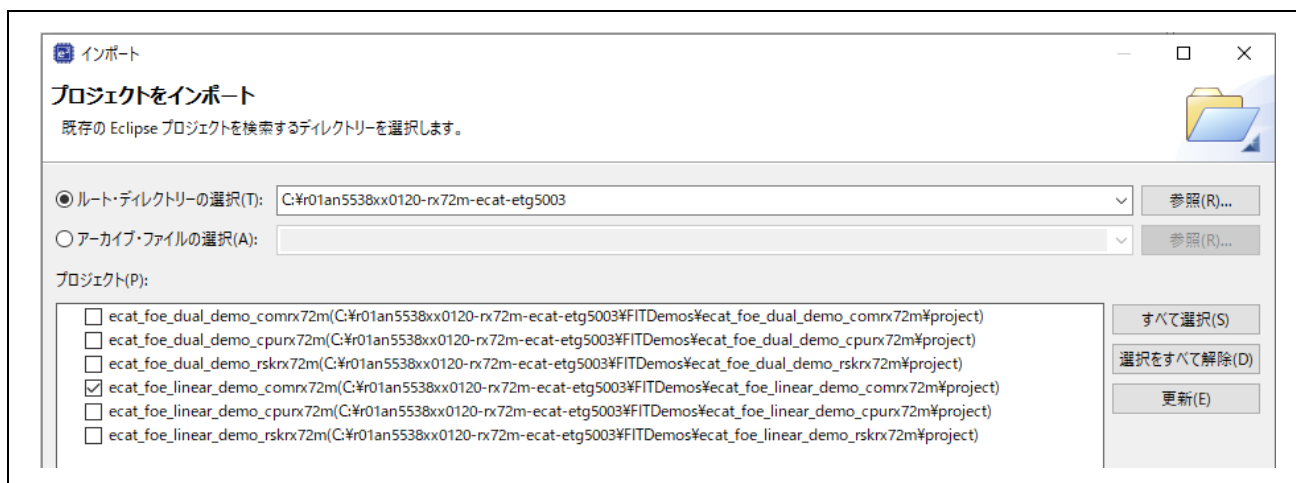 インポート
プロジェクトをインポート
既存の Eclipse プロジェクトを検索するディレクトリーを選択します。
ルート・ディレクトリーの選択(T): C:¥r01an5538xx0120-rx72m-ecat-etg5003 参照(R)...
アーカイブ・ファイルの選択(A): 参照(R)...
プロジェクト(P):
ecat_foe_dual_demo_comrx72m(C:¥r01an5538xx0120-rx72m-ecat-etg5003¥FITDemos¥ecat_foe_dual_demo_comrx72m¥project)
ecat_foe_dual_demo_cpurx72m(C:¥r01an5538xx0120-rx72m-ecat-etg5003¥FITDemos¥ecat_foe_dual_demo_cpurx72m¥project)
ecat_foe_dual_demo_rskrx72m(C:¥r01an5538xx0120-rx72m-ecat-etg5003¥FITDemos¥ecat_foe_dual_demo_rskrx72m¥project)
ecat_foe_linear_demo_comrx72m(C:¥r01an5538xx0120-rx72m-ecat-etg5003¥FITDemos¥ecat_foe_linear_demo_comrx72m¥project)
ecat_foe_linear_demo_cpurx72m(C:¥r01an5538xx0120-rx72m-ecat-etg5003¥FITDemos¥ecat_foe_linear_demo_cpurx72m¥project)
ecat_foe_linear_demo_rskrx72m(C:¥r01an5538xx0120-rx72m-ecat-etg5003¥FITDemos¥ecat_foe_linear_demo_rskrx72m¥project)
すべて選択(S)
選択をすべて解除(D)
更新(E)